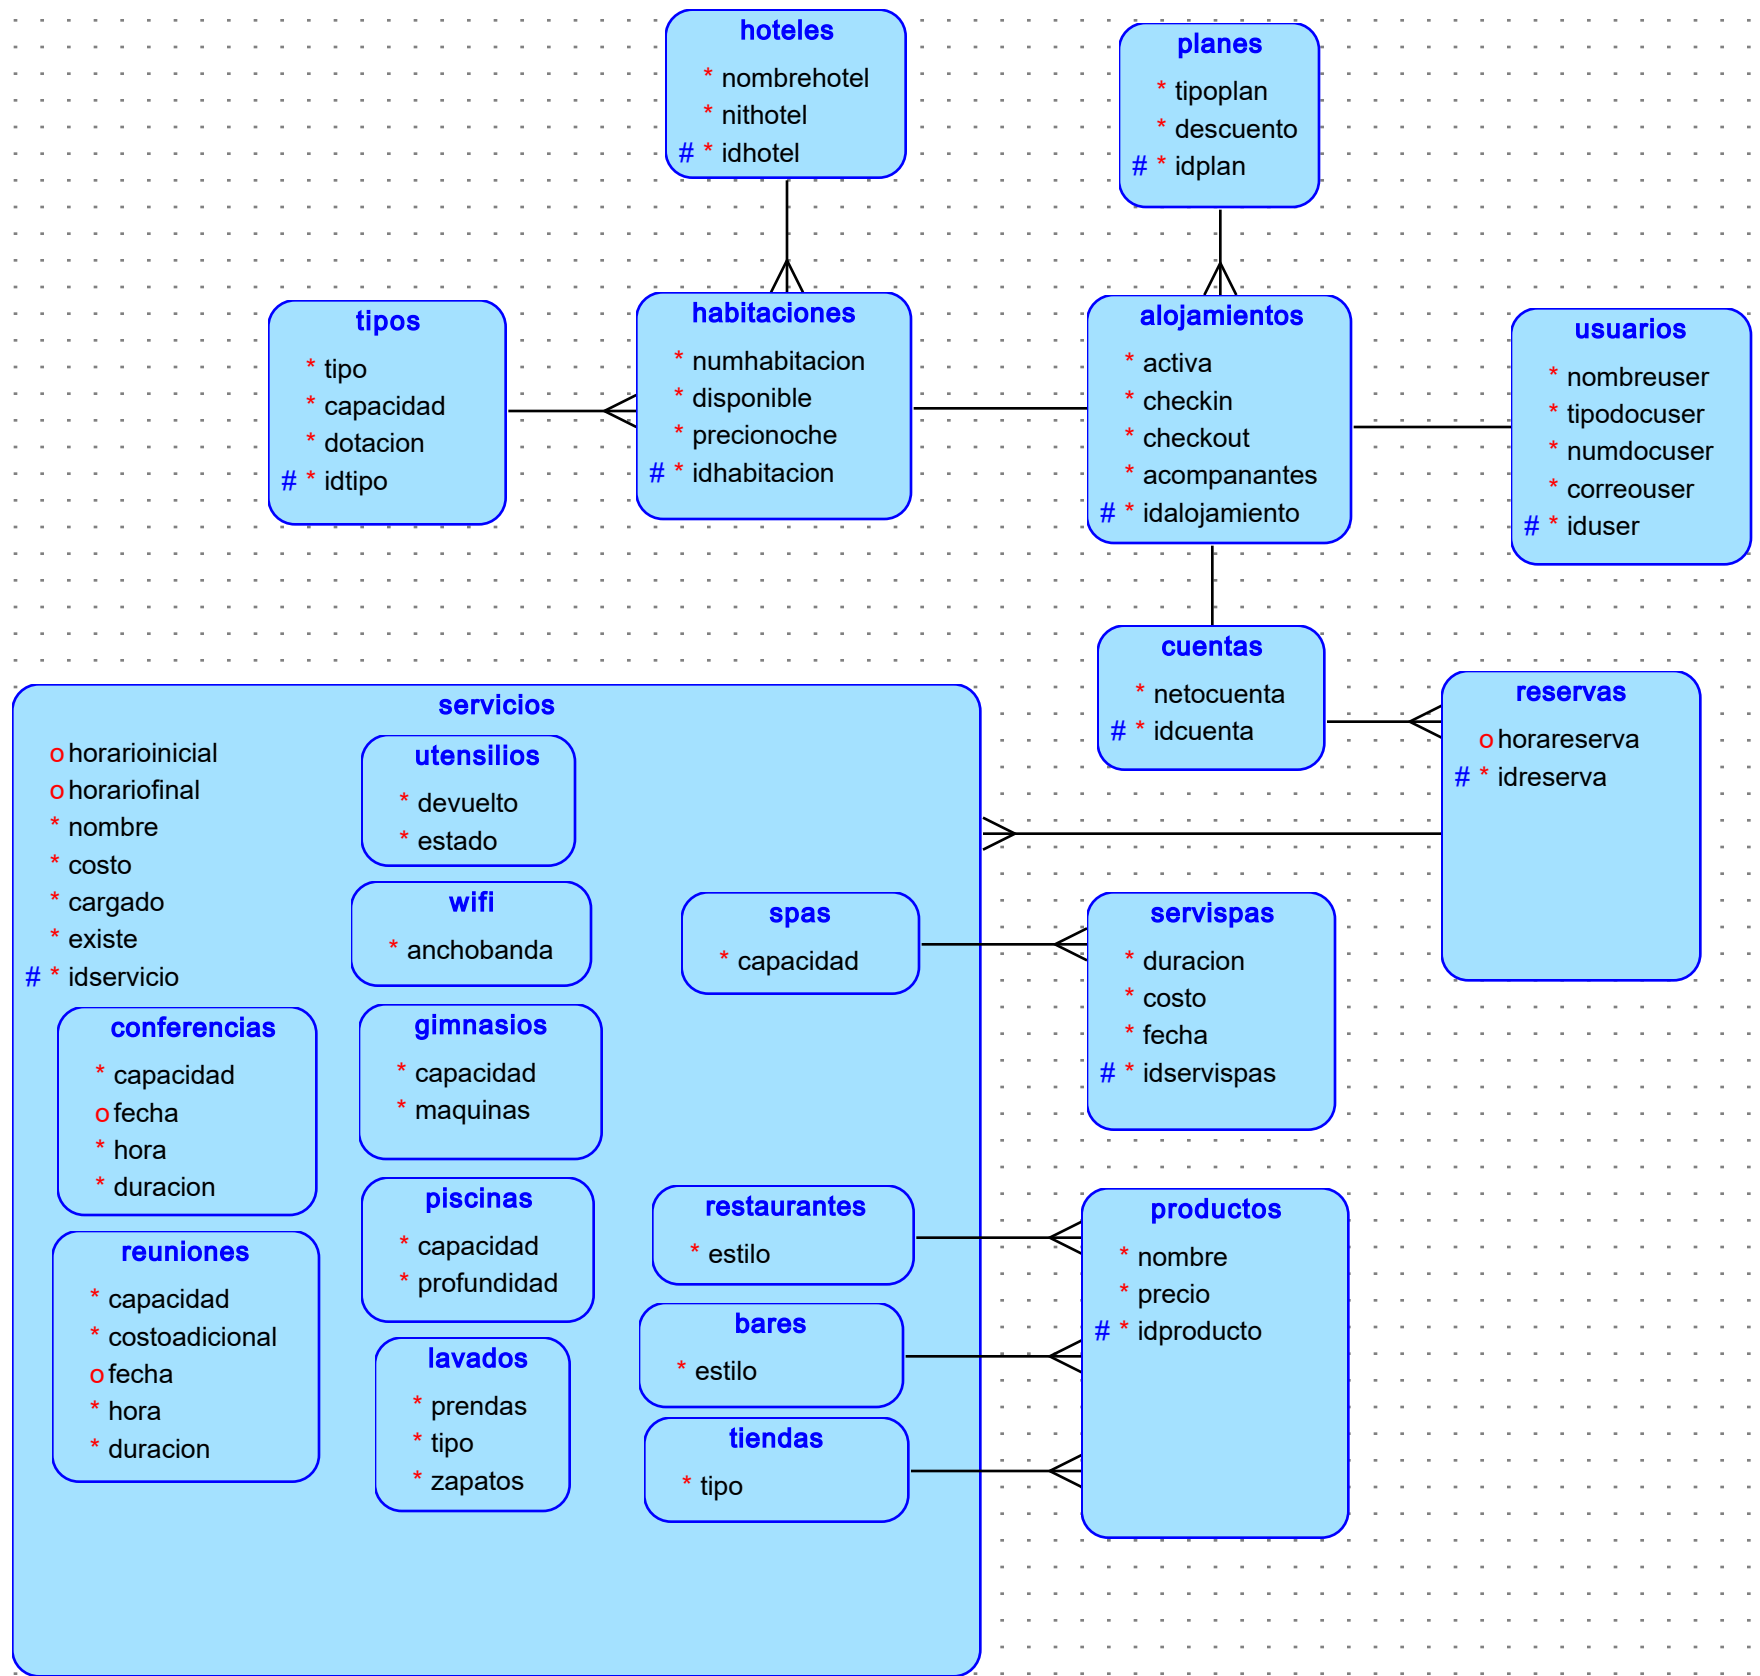 hoteles
* nombrehotel
* nithotel
# * idhotel
planes
* tipoplan
* descuento
# * idplan
tipos
* tipo
* capacidad
* dotacion
# * idtipo
habitaciones
* numhabitacion
* disponible
* precionoche
# * idhabitacion
alojamientos
* activa
* checkin
* checkout
* acompanantes
# * idalojamiento
usuarios
* nombreuser
* tipodocuser
* numdocuser
* correouser
# * iduser
cuentas
* netocuenta
# * idcuenta
reservas
o horareserva
# * idreserva
servicios
o horarioinicial
o horariofinal
* nombre
* costo
* cargado
* existe
# * idservicio
utensilios
* devuelto
* estado
wifi
* anchobanda
spas
* capacidad
servispas
* duracion
* costo
* fecha
# * idservispas
conferencias
* capacidad
o fecha
* hora
* duracion
gimnasios
* capacidad
* maquinas
reuniones
* capacidad
* costoadicional
o fecha
* hora
* duracion
piscinas
* capacidad
* profundidad
lavados
* prendas
* tipo
* zapatos
restaurantes
* estilo
bares
* estilo
tiendas
* tipo
productos
* nombre
* precio
# * idproducto